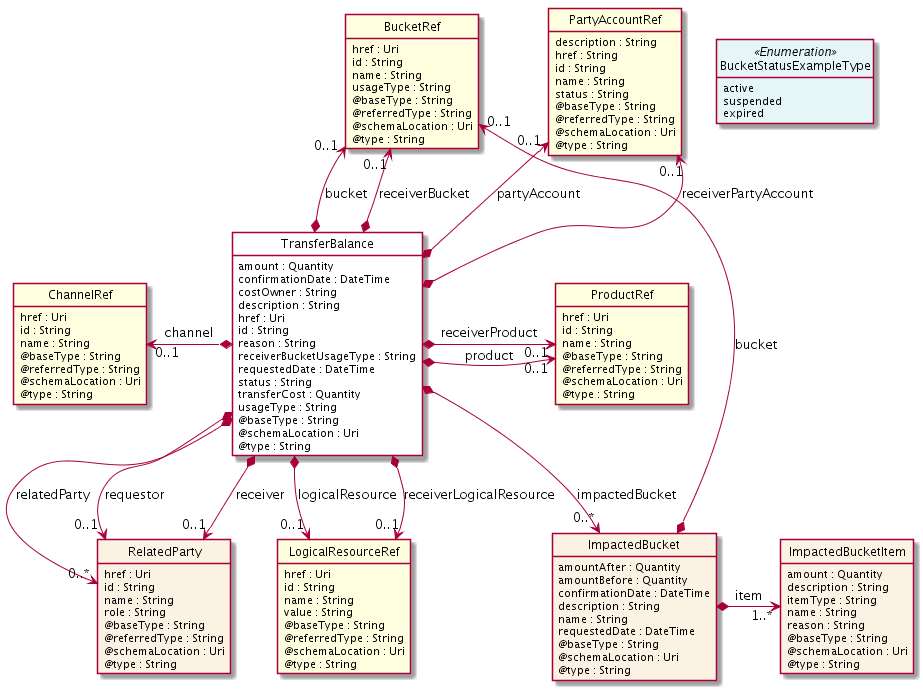 BucketRef
href : Uri
id : String
name : String
usageType : String
@baseType : String
@referredType : String
@schemaLocation : Uri
@type : String
PartyAccountRef
description : String
href : String
id : String
name : String
status : String
@baseType : String
@referredType : String
@schemaLocation : Uri
@type : String
«Enumeration»
BucketStatusExampleType
active
suspended
expired
0..1
0..1
0..1
0..1
0..1
bucket
receiverBucket
partyAccount
receiverPartyAccount
TransferBalance
amount : Quantity
confirmationDate : DateTime
costOwner : String
description : String
href : Uri
id : String
reason : String
receiverBucketUsageType : String
requestedDate : DateTime
status : String
transferCost : Quantity
usageType : String
@baseType : String
@schemaLocation : Uri
@type : String
ChannelRef
href : Uri
id : String
name : String
@baseType : String
@referredType : String
@schemaLocation : Uri
@type : String
channel
0..1
receiverProduct
0..1
product
0..1
ProductRef
href : Uri
id : String
name : String
@baseType : String
@referredType : String
@schemaLocation : Uri
@type : String
bucket
relatedParty
requestor
receiver
logicalResource
receiverLogicalResource
impactedBucket
0..1
0..1
0..1
0..1
0..*
0..*
RelatedParty
href : Uri
id : String
name : String
role : String
@baseType : String
@referredType : String
@schemaLocation : Uri
@type : String
LogicalResourceRef
href : Uri
id : String
name : String
value : String
@baseType : String
@referredType : String
@schemaLocation : Uri
@type : String
ImpactedBucket
amountAfter : Quantity
amountBefore : Quantity
confirmationDate : DateTime
description : String
name : String
requestedDate : DateTime
@baseType : String
@schemaLocation : Uri
@type : String
item
1..*
ImpactedBucketItem
amount : Quantity
description : String
itemType : String
name : String
reason : String
@baseType : String
@schemaLocation : Uri
@type : String